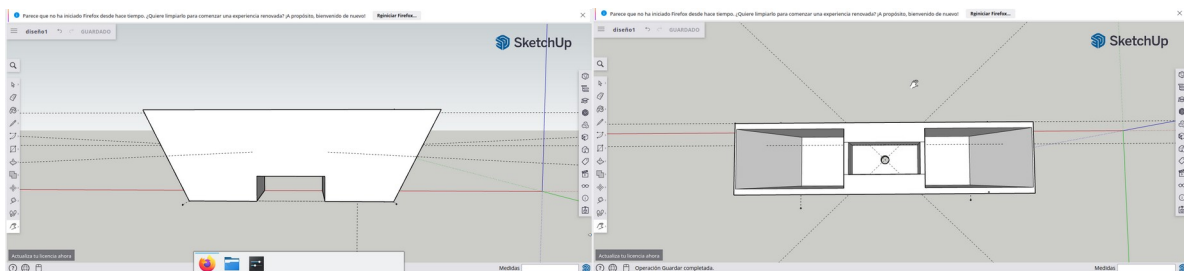 Parece que no ha iniciado Firefox desde hace tiempo. ¿Quiere limpiarlo para comenzar una experiencia renovada? ¡A propósito, bienvenido de nuevo! Reiniciar Firefox...
diseño1 GUARDADO
SketchUp
Actualiza tu licencia ahora
Medidas
Parece que no ha iniciado Firefox desde hace tiempo. ¿Quiere limpiarlo para comenzar una experiencia renovada? ¡A propósito, bienvenido de nuevo! Reiniciar Firefox...
diseño1 GUARDADO
SketchUp
Actualiza tu licencia ahora
Operación Guardar completada.
Medidas